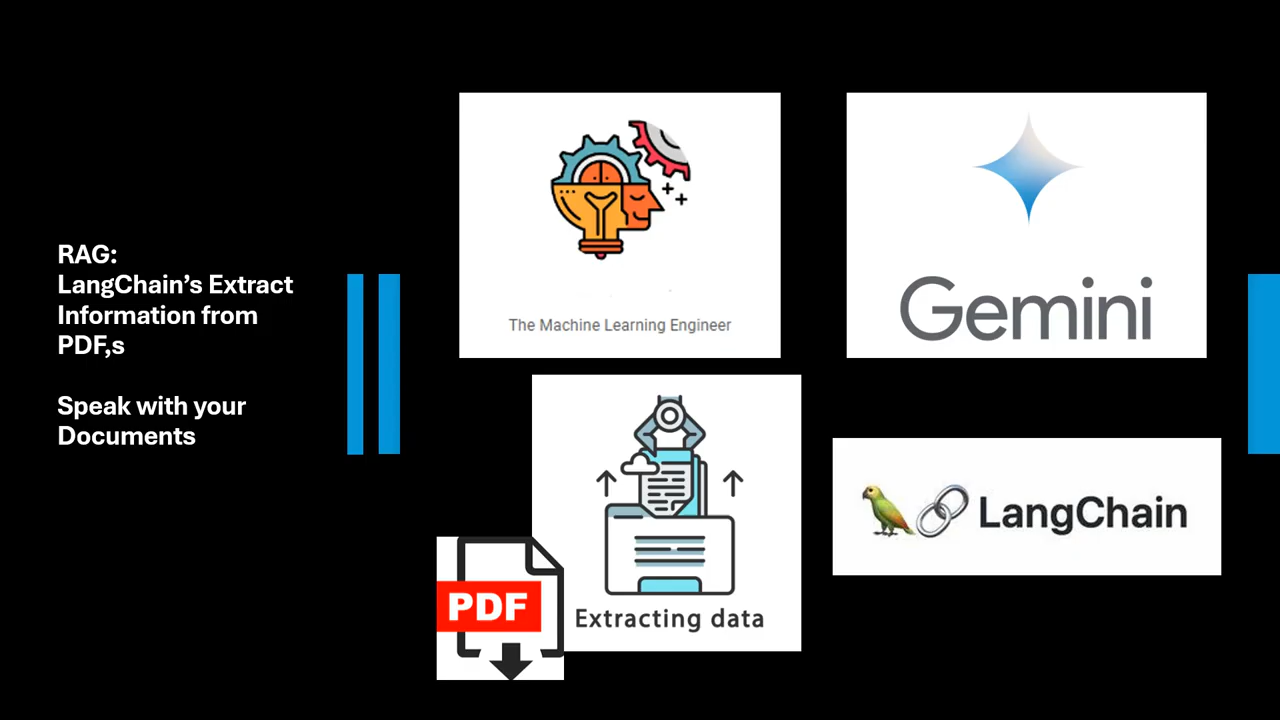 RAG:
LangChain’s Extract
Information from
PDF,s
Speak with your
Documents
The Machine Learning Engineer
Gemini
Extracting data
PDF
LangChain